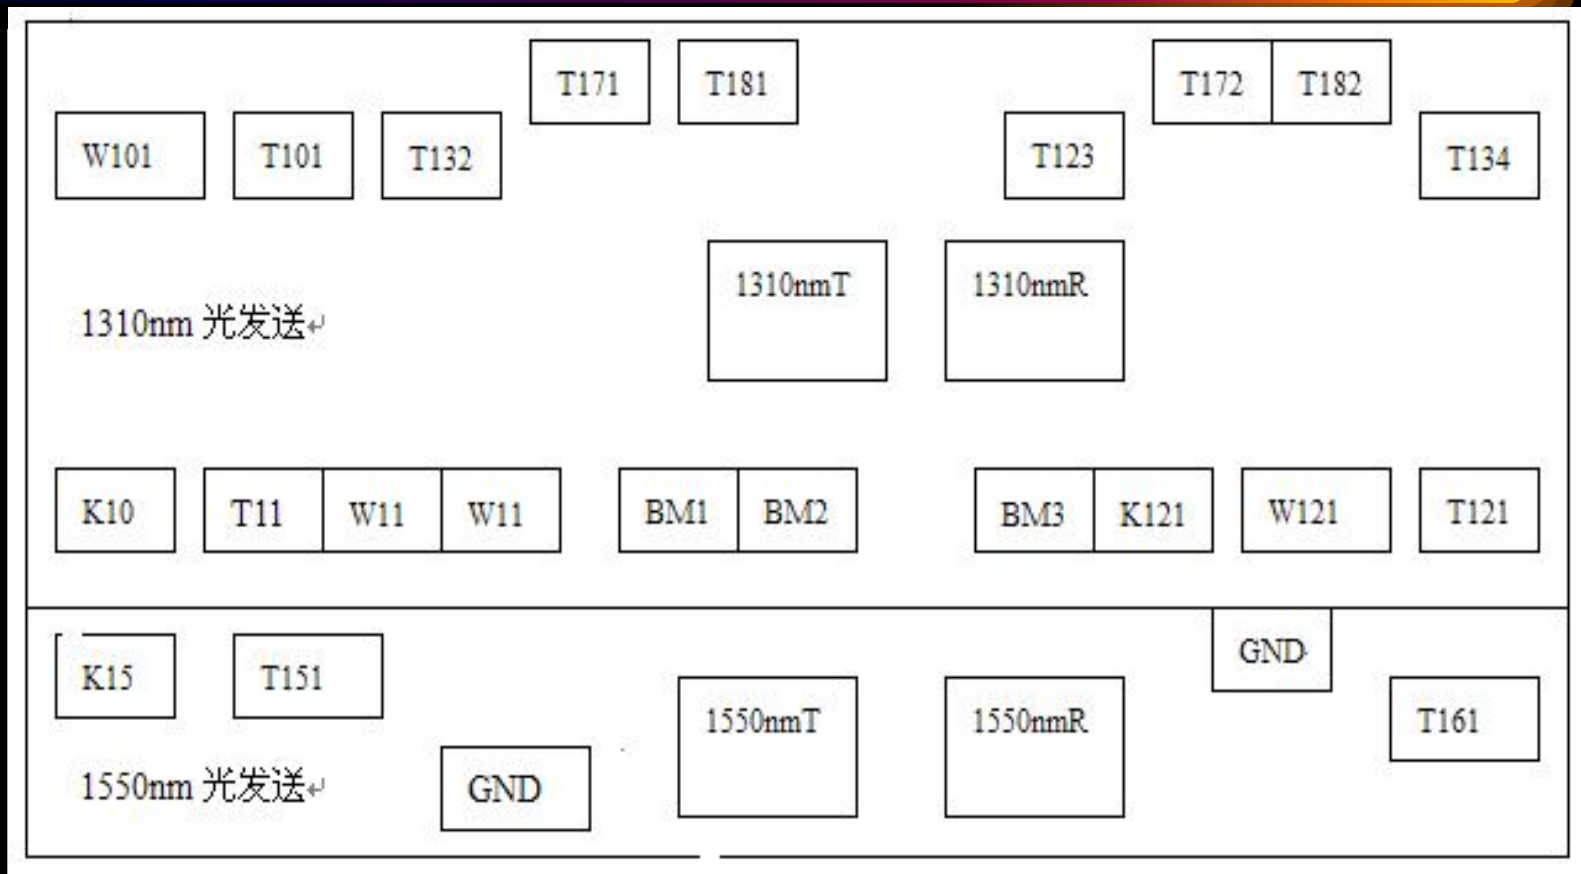 T171 T181 T172 T182
W101 T101 T132 T123 T134
1310nmT 1310nmR
1310nm 光发送↵
K10 T11 W11 W11 BM1 BM2 BM3 K121 W121 T121
GND
K15 T151
1550nmT 1550nmR T161
1550nm 光发送↵ GND